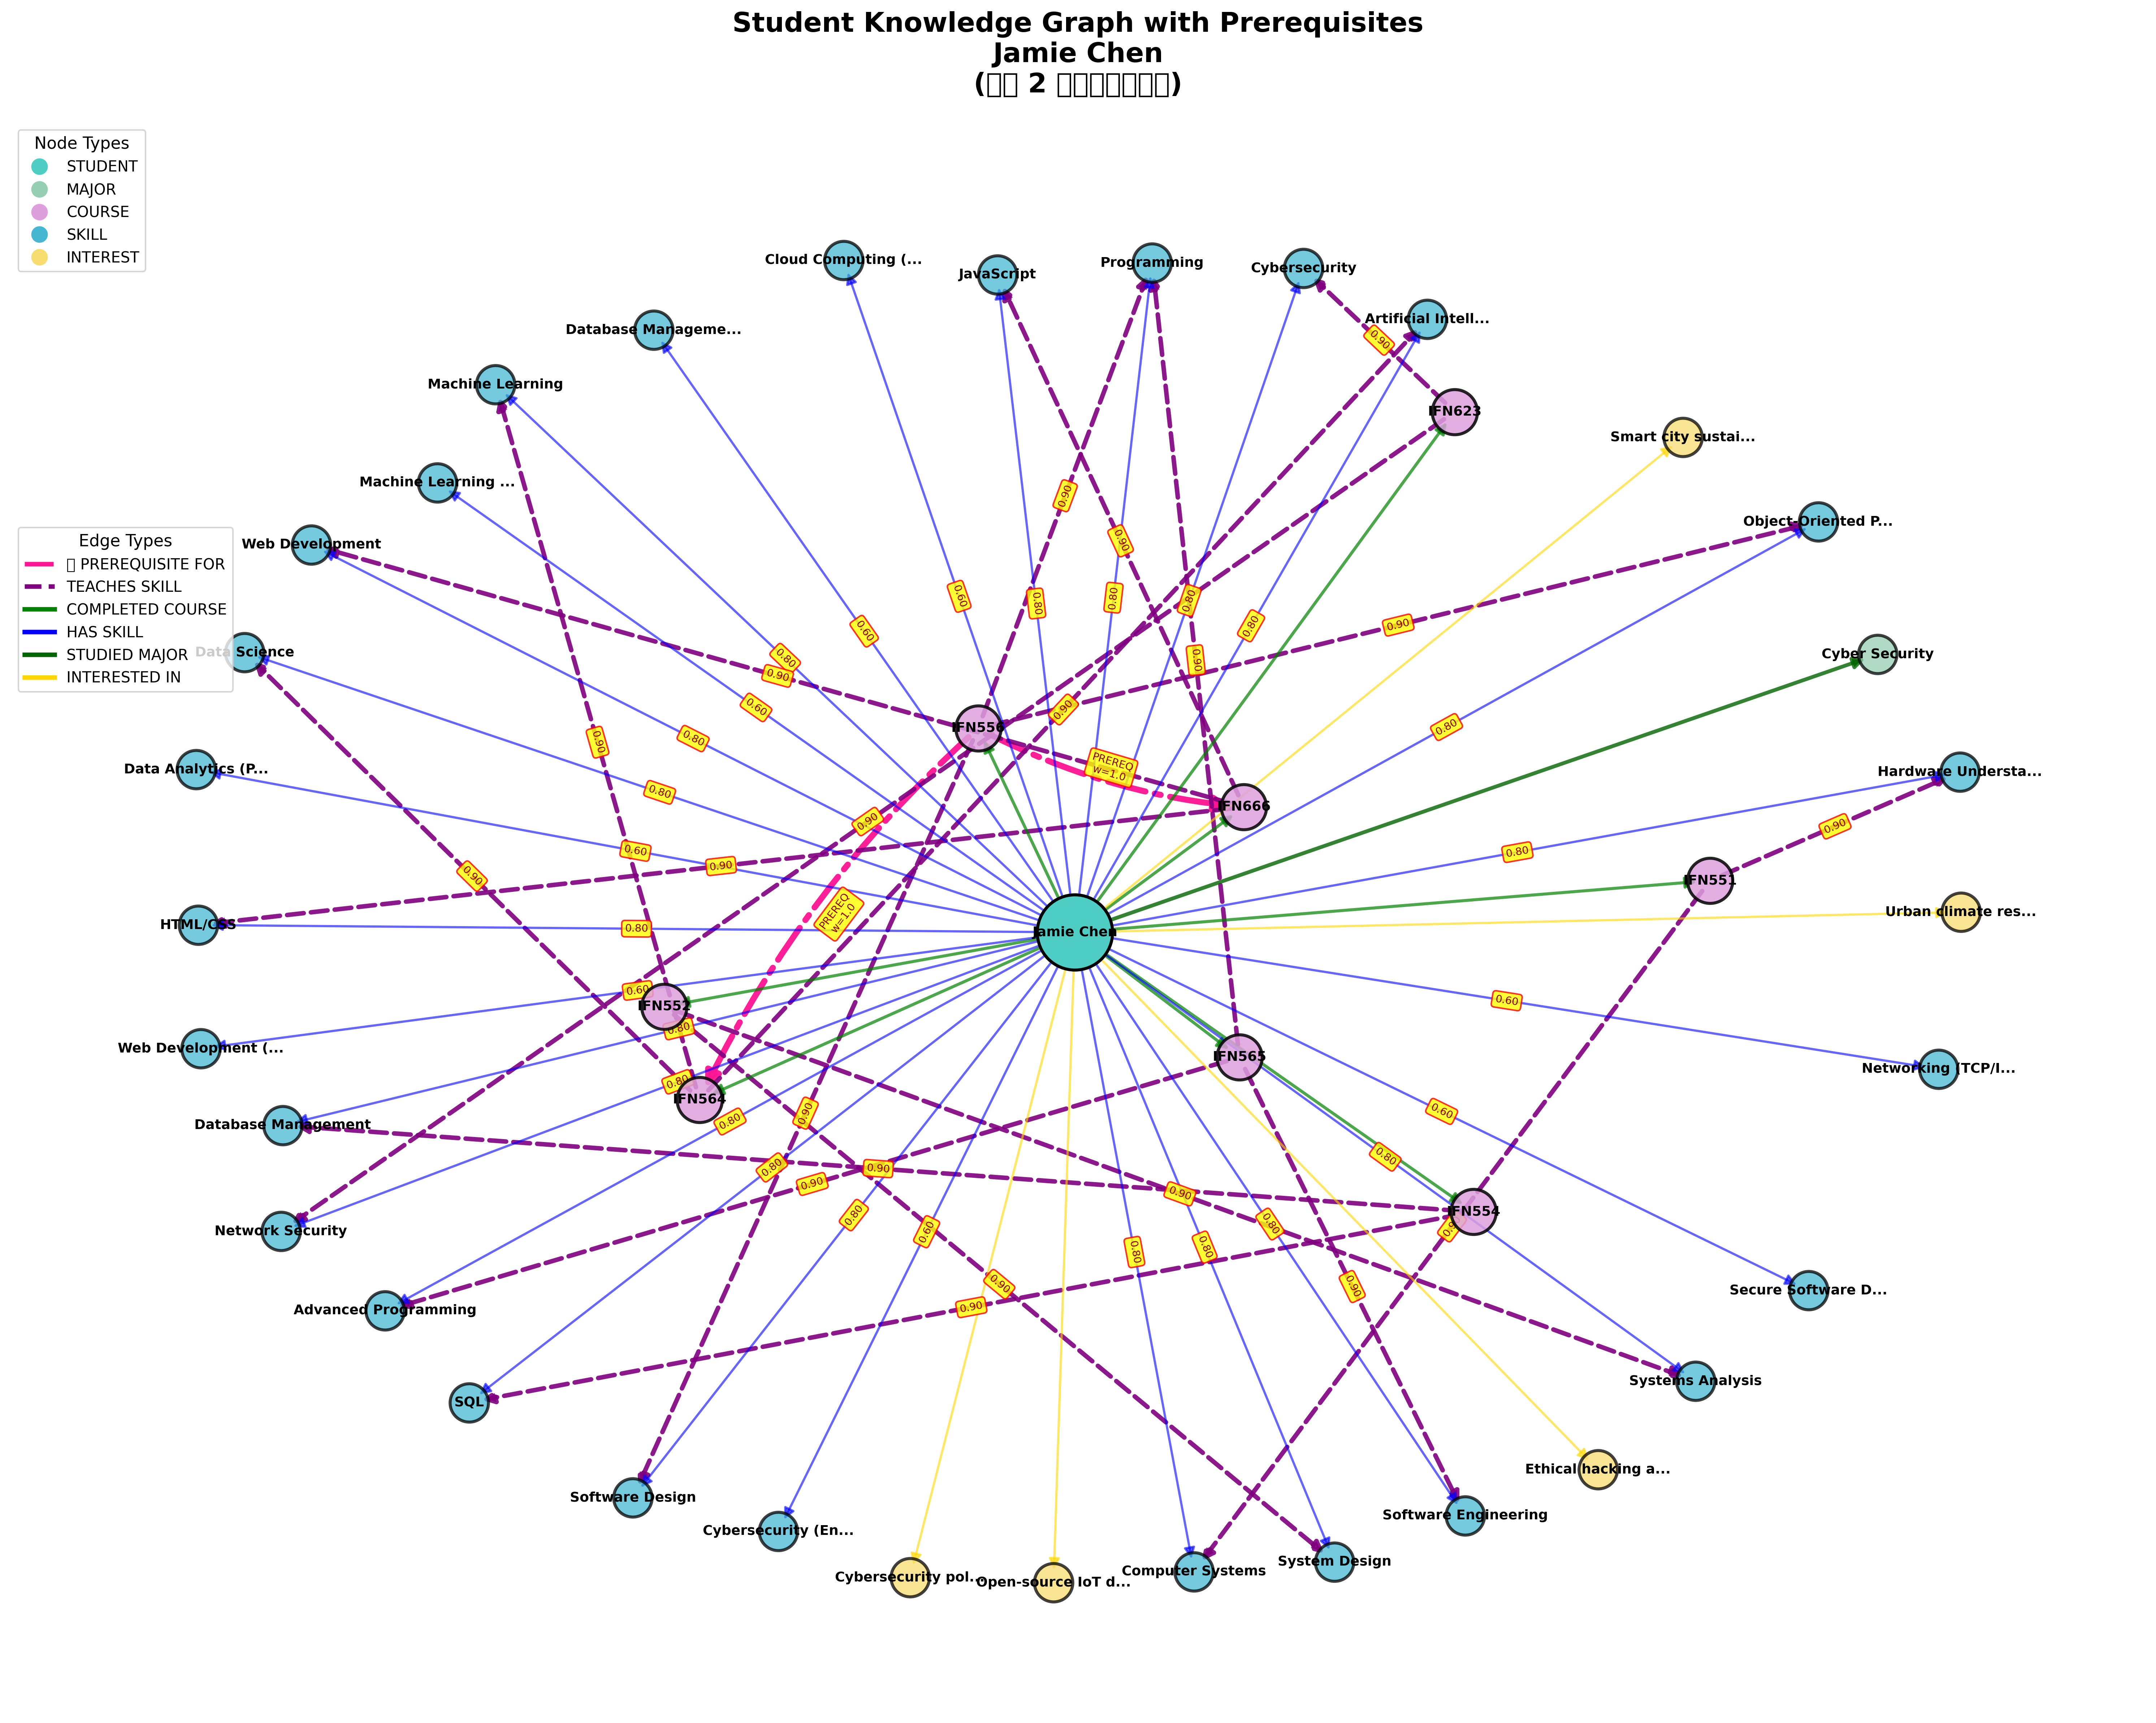 Student Knowledge Graph with Prerequisites
Jamie Chen
(▯▯ 2 ▯▯▯▯▯▯▯)
Node Types
STUDENT
MAJOR
COURSE
SKILL
INTEREST
Edge Types
▯ PREREQUISITE FOR
TEACHES SKILL
COMPLETED COURSE
HAS SKILL
STUDIED MAJOR
INTERESTED IN
Cloud Computing (...
JavaScript
Programming
Cybersecurity
Artificial Intell...
Database Manageme...
0.90
Machine Learning
IFN623
Smart city sustai...
Machine Learning ...
0.90
Object-Oriented P...
Web Development
0.90
0.60
0.80
0.80
0.80
0.80
0.90
0.60
Data Science
0.80
0.90
Cyber Security
0.90
0.60
0.90
0.80
IFN556
0.80
0.90
Data Analytics (P...
PREREQ
w=1.0
Hardware Understa...
0.80
IFN666
0.90
0.90
0.60
0.80
0.90
0.90
IFN551
HTML/CSS
0.80
PREREQ
w=1.0
Jamie Chen
Urban climate res...
0.60
IFN552
0.60
0.80
Web Development (...
IFN565
Networking (TCP/I...
0.80
IFN564
0.90
0.60
Database Management
0.80
0.80
0.90
0.80
0.90
0.90
IFN554
Network Security
0.80
0.60
0.80
0.80
0.80
0.90
0.90
Secure Software D...
Advanced Programming
0.90
Systems Analysis
SQL
Ethical hacking a...
Software Design
Software Engineering
Cybersecurity (En...
System Design
Computer Systems
Cybersecurity pol...
Open-source IoT d...